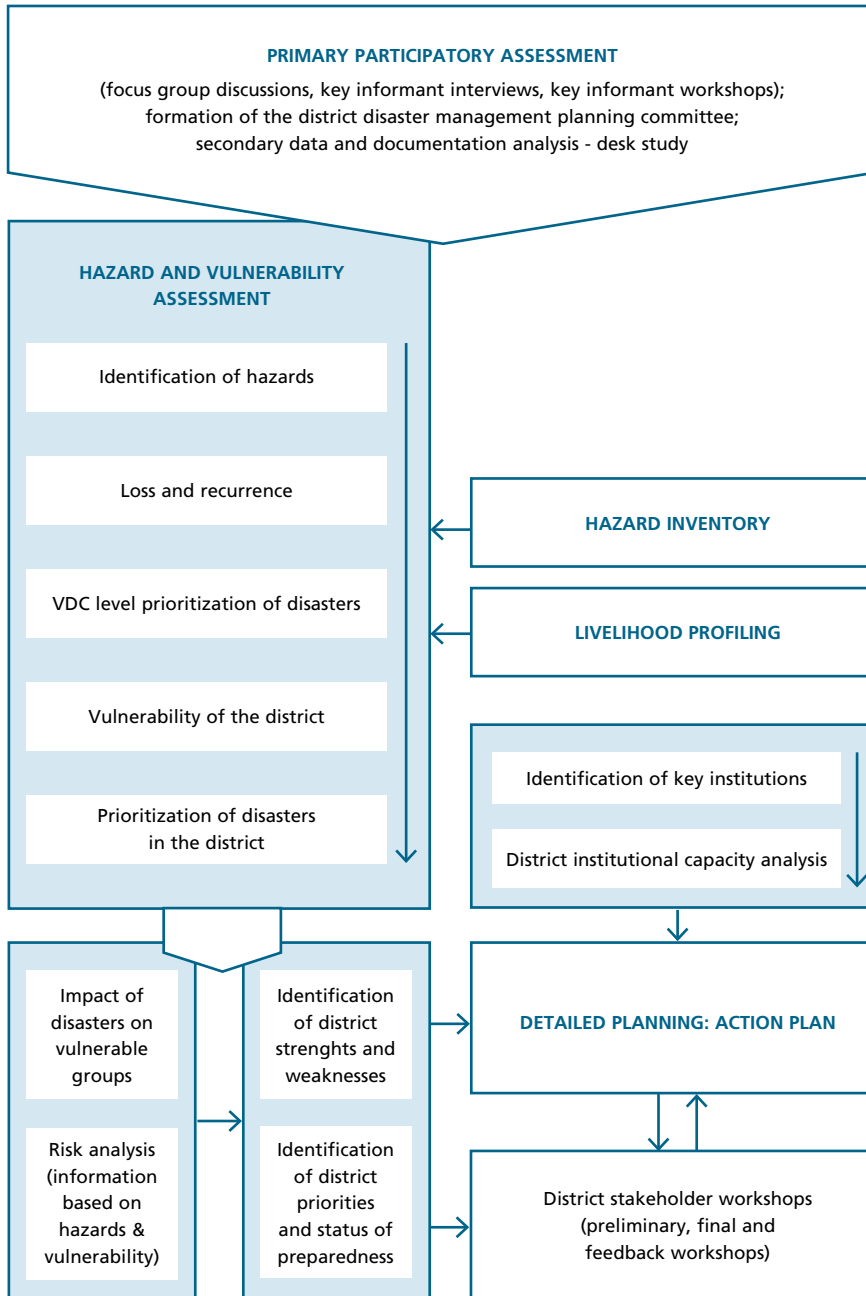 PRIMARY PARTICIPATORY ASSESSMENT
(focus group discussions, key informant interviews, key informant workshops);
formation of the district disaster management planning committee;
secondary data and documentation analysis - desk study
HAZARD AND VULNERABILITY
ASSESSMENT
Identification of hazards
Loss and recurrence
VDC level prioritization of disasters
Vulnerability of the district
Prioritization of disasters
in the district
HAZARD INVENTORY
LIVELIHOOD PROFILING
Identification of key institutions
District institutional capacity analysis
Impact of
disasters on
vulnerable
groups
Risk analysis
(information
based on
hazards &
vulnerability)
Identification
of district
strenghts and
weaknesses
Identification
of district
priorities
and status of
preparedness
DETAILED PLANNING: ACTION PLAN
District stakeholder workshops
(preliminary, final and
feedback workshops)